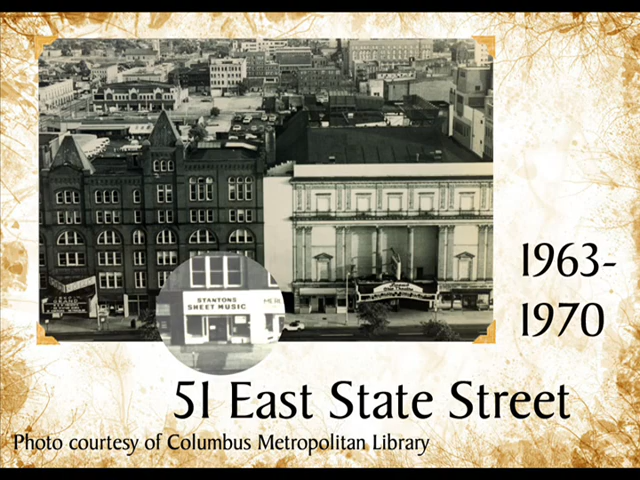 STANTONS
SHEET MUSIC
1963-
1970
51 East State Street
Photo courtesy of Columbus Metropolitan Library